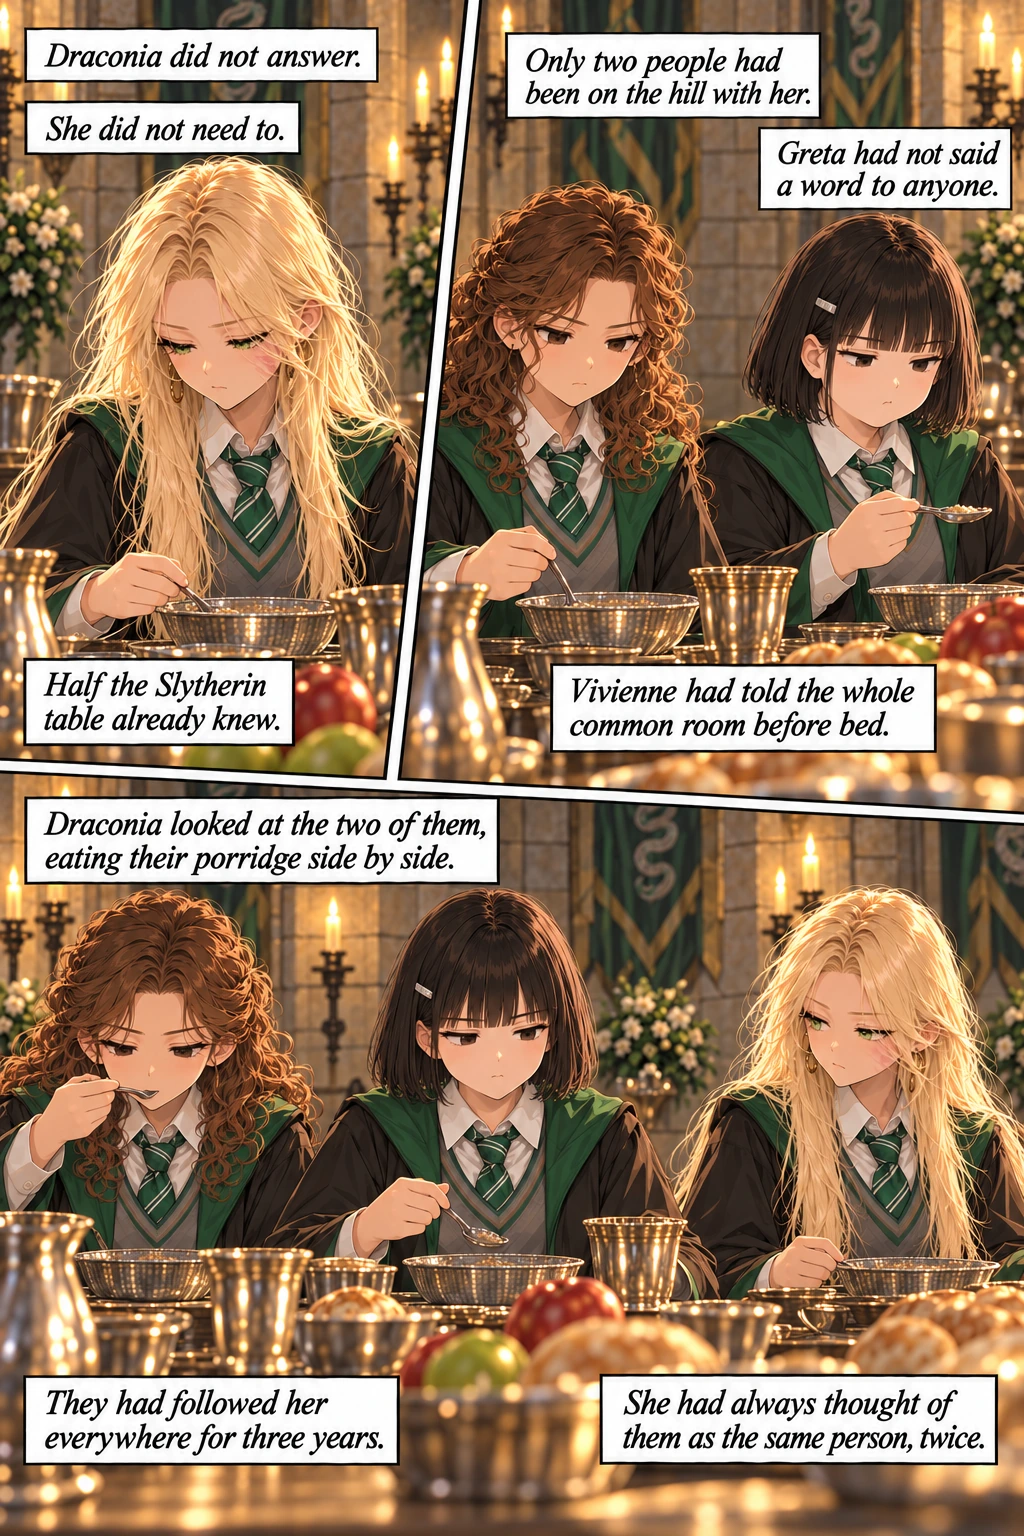 Draconia did not answer.
She did not need to.
Half the Slytherin
table already knew.
Only two people had
been on the hill with her.
Greta had not said
a word to anyone.
Vivienne had told the whole
common room before bed.
Draconia looked at the two of them,
eating their porridge side by side.
They had followed her
everywhere for three years.
She had always thought of
them as the same person, twice.